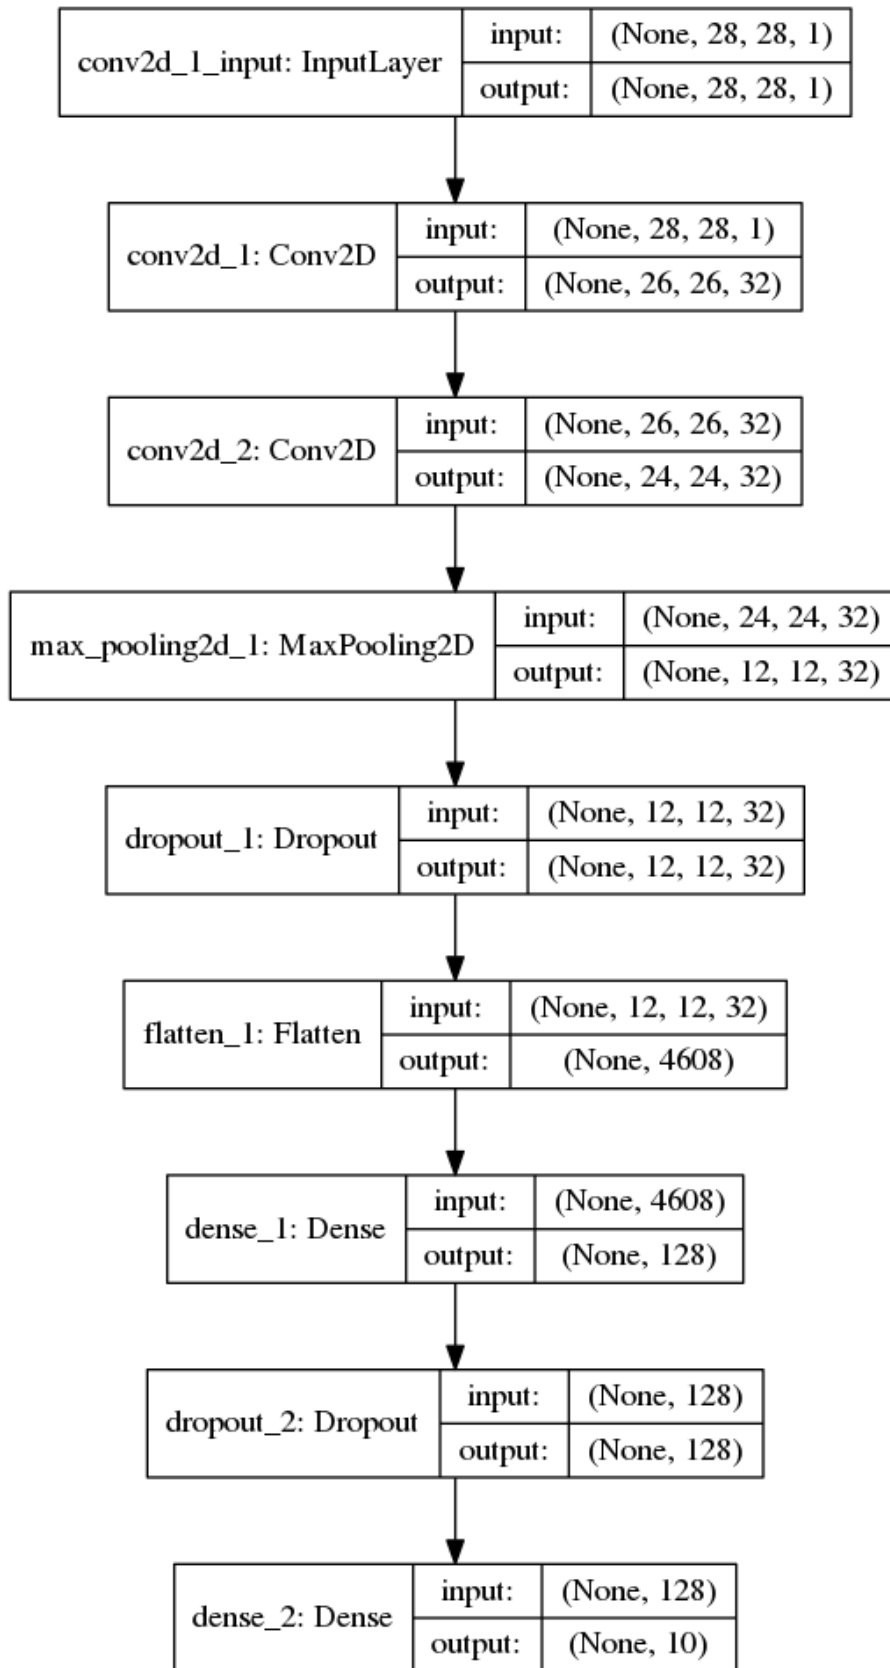 conv2d_1_input: InputLayer
input: (None, 28, 28, 1)
output: (None, 28, 28, 1)
conv2d_1: Conv2D
input: (None, 28, 28, 1)
output: (None, 26, 26, 32)
conv2d_2: Conv2D
input: (None, 26, 26, 32)
output: (None, 24, 24, 32)
max_pooling2d_1: MaxPooling2D
input: (None, 24, 24, 32)
output: (None, 12, 12, 32)
dropout_1: Dropout
input: (None, 12, 12, 32)
output: (None, 12, 12, 32)
flatten_1: Flatten
input: (None, 12, 12, 32)
output: (None, 4608)
dense_1: Dense
input: (None, 4608)
output: (None, 128)
dropout_2: Dropout
input: (None, 128)
output: (None, 128)
dense_2: Dense
input: (None, 128)
output: (None, 10)